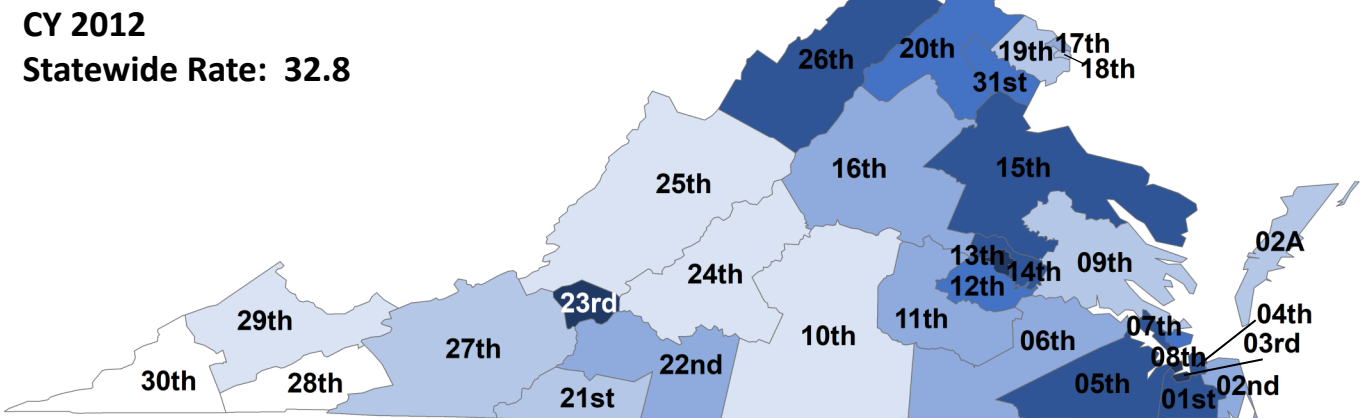 CY 2012
Statewide Rate: 32.8
26th
20th
19th
17th
18th
31st
25th
16th
15th
02A
24th
13th
14th
09th
12th
23rd
29th
27th
11th
06th
07th
04th
03rd
10th
08th
30th
28th
22nd
05th
02nd
21st
01st